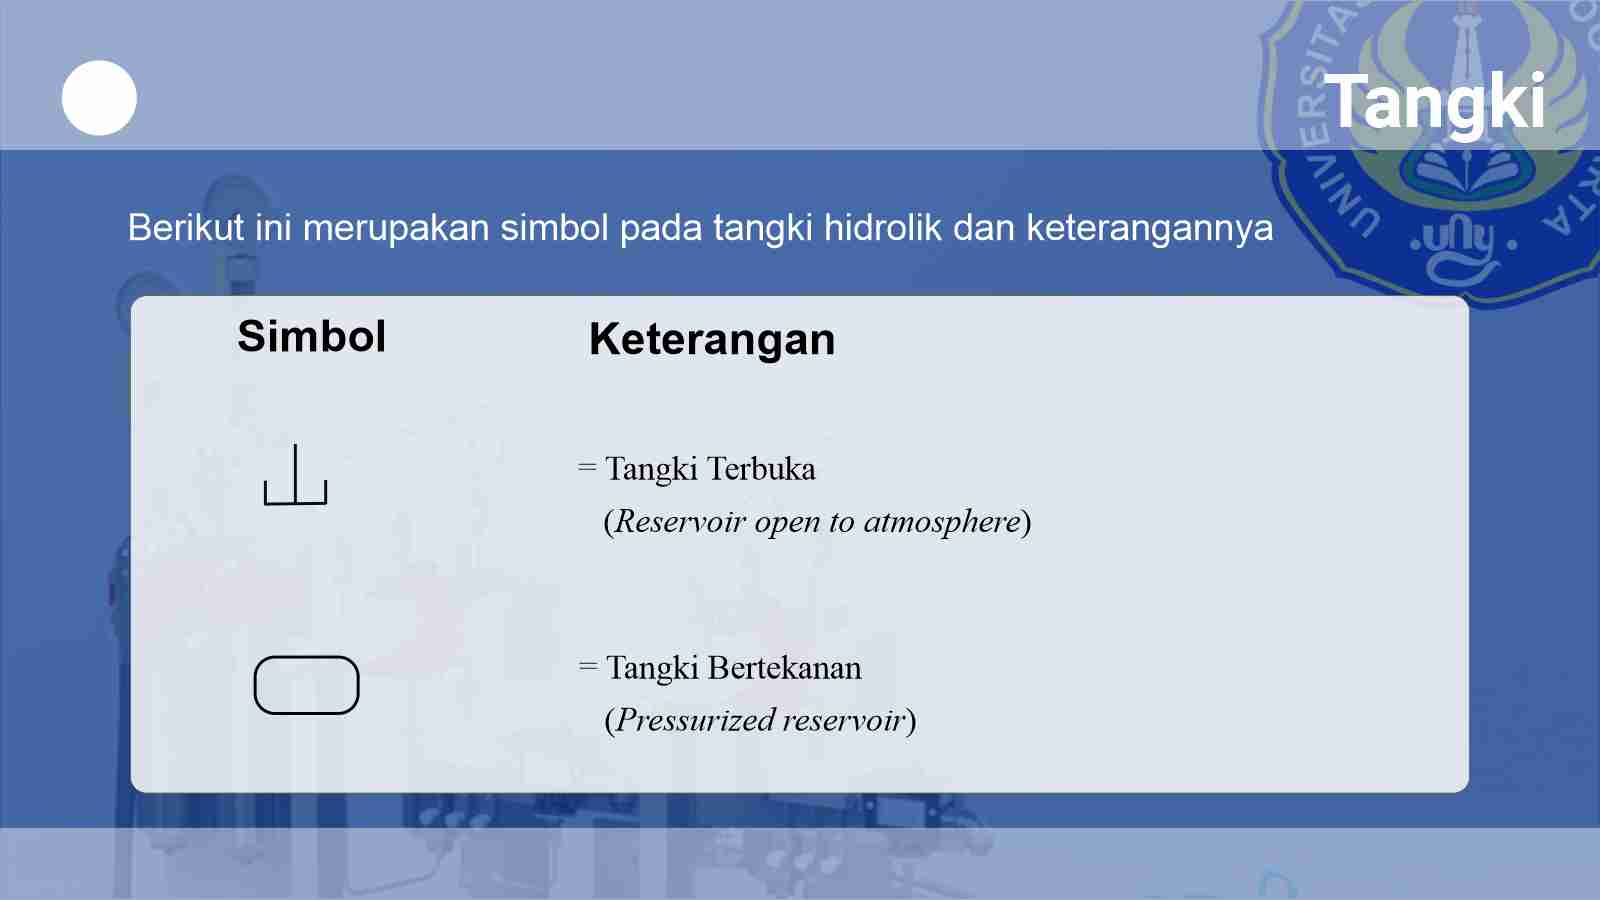 Tangki
UNIVERSITAS
uny
Berikut ini merupakan simbol pada tangki hidrolik dan keterangannya
Simbol Keterangan
= Tangki Terbuka
(Reservoir open to atmosphere)
= Tangki Bertekanan
(Pressurized reservoir)